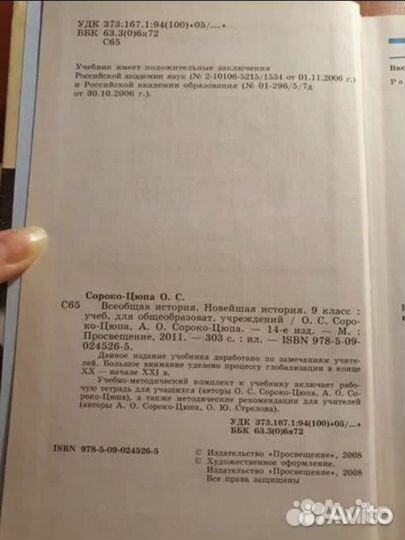 УДК 373.167.1:94(100)«05/...»
ББК 63.3(0)6я72
С65
Вве
Р а
Учебник имеет положительные заключения
Российской академии наук (№ 2-10106-5215/1534 от 01.11.2006 г.)
и Российской академии образования (№ 01-296/5/7д
от 30.10.2006 г.).
Сороко-Цюпа О. С.
С65 Всеобщая история. Новейшая история. 9 класс :
учеб. для общеобразоват. учреждений / О. С. Соро-
ко-Цюпа, А. О. Сороко-Цюпа. — 14-е изд. — М. :
Просвещение, 2011. — 303 с. : ил. — ISBN 978-5-09-
024526-5.
Данное издание учебника доработано по замечаниям учите-
лей. Большое внимание уделено процессу глобализации в конце
XX — начале XXI в.
Учебно-методический комплект к учебнику включает рабо-
чую тетрадь для учащихся (авторы О. С. Сороко-Цюпа, А. О. Со-
роко-Цюпа), а также методические рекомендации для учителей
(авторы А. О. Сороко-Цюпа, О. Ю. Стрелова).
УДК 373.167.1:94(100)«05/...»
ББК 63.3(0)6я72
ISBN 978-5-09-024526-5
© Издательство «Просвещение», 2008
© Художественное оформление.
Издательство «Просвещение», 2008
Все права защищены
Avito